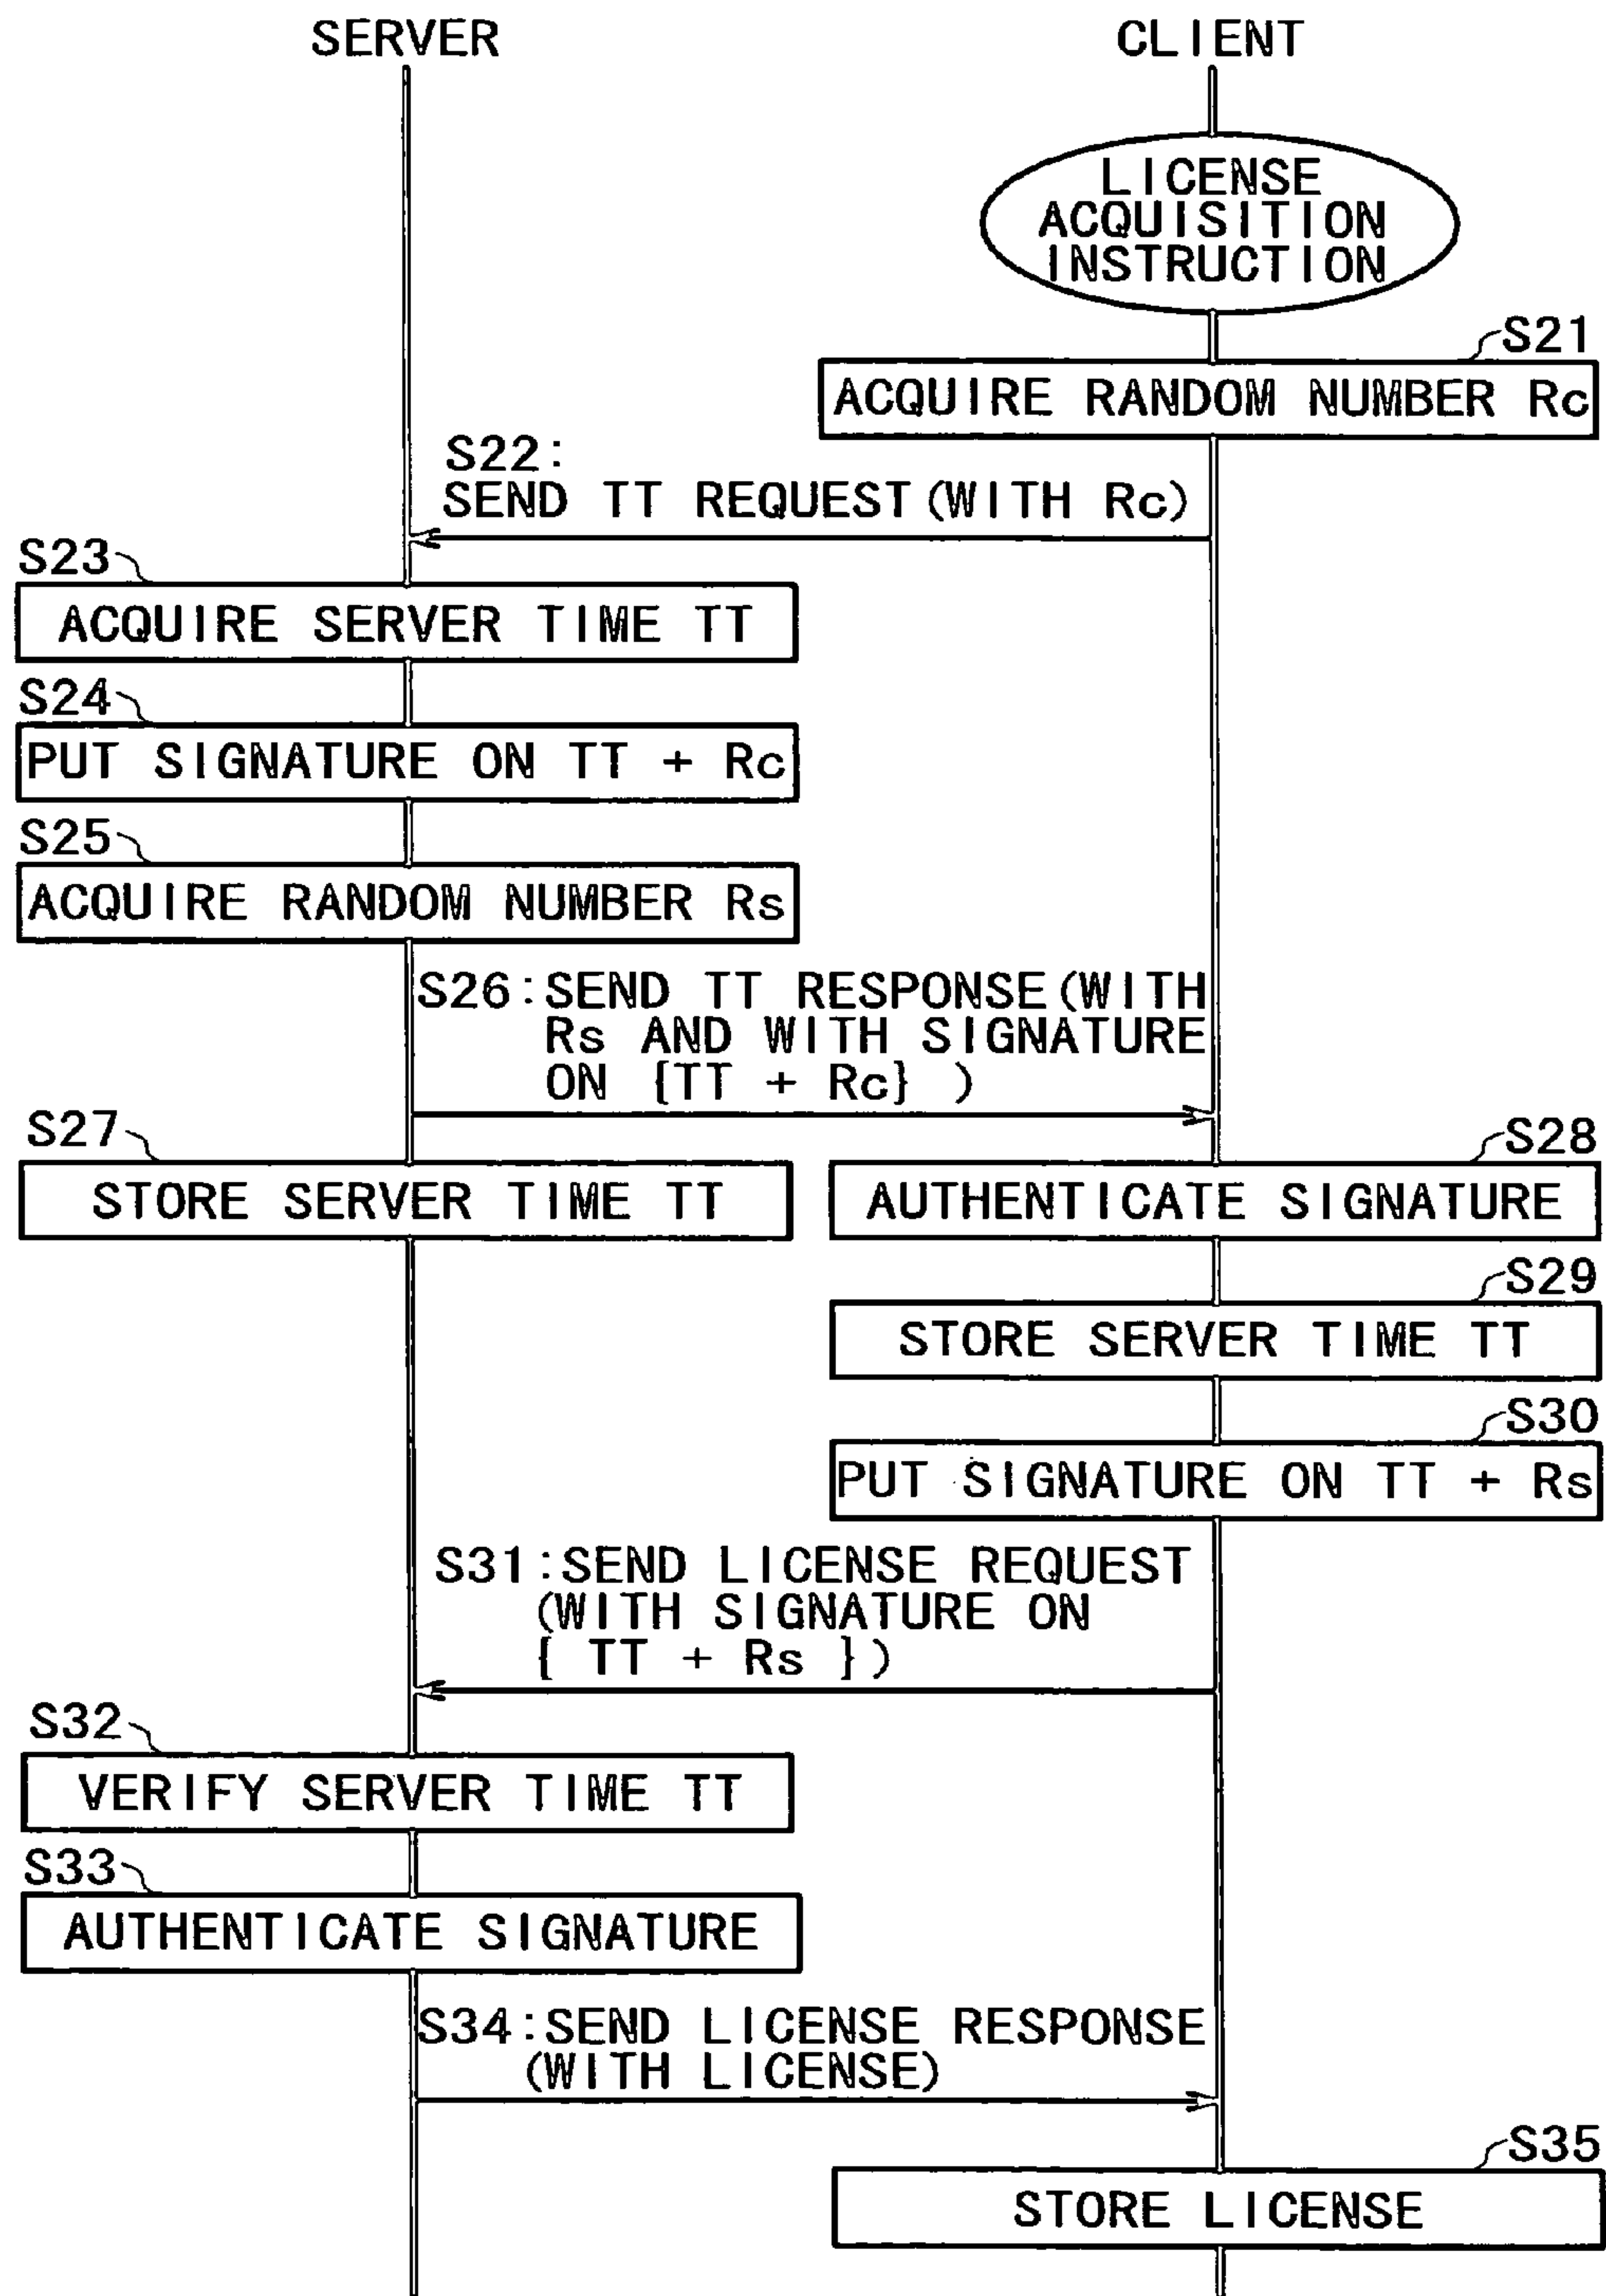 SERVER
CLIENT
LICENSE
ACQUISITION
INSTRUCTION
S21
ACQUIRE RANDOM NUMBER Rc
S22:
SEND TT REQUEST(WITH Rc)
S23
ACQUIRE SERVER TIME TT
S24
PUT SIGNATURE ON TT + Rc
S25
ACQUIRE RANDOM NUMBER Rs
S26:SEND TT RESPONSE(WITH
Rs AND WITH SIGNATURE
ON {TT + Rc} )
S27
STORE SERVER TIME TT
S28
AUTHENTICATE SIGNATURE
S29
STORE SERVER TIME TT
S30
PUT SIGNATURE ON TT + Rs
S31:SEND LICENSE REQUEST
(WITH SIGNATURE ON
{ TT + Rs })
S32
VERIFY SERVER TIME TT
S33
AUTHENTICATE SIGNATURE
S34:SEND LICENSE RESPONSE
(WITH LICENSE)
S35
STORE LICENSE